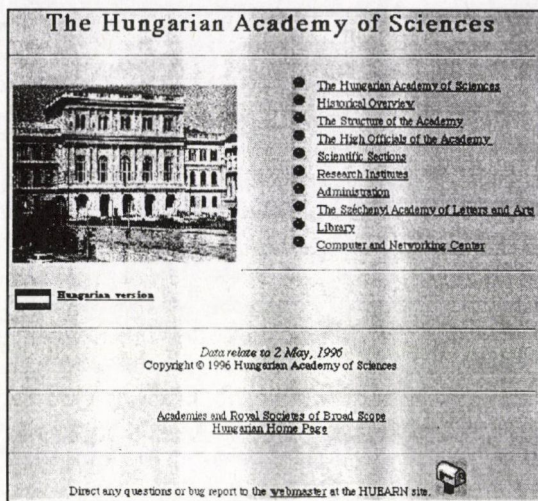 The Hungarian Academy of Sciences
The Hungarian Academy of Sciences
Historical Overview
The Structure of the Academy
The High Officials of the Academy
Scientific Sections
Research Institutes
Administration
The Széchenyi Academy of Letters and Arts
Library
Computer and Networking Center
Hungarian version
Data relate to 2 May, 1996
Copyright © 1996 Hungarian Academy of Sciences
Academies and Royal Societes of Broad Scope
Hungarian Home Page
Direct any questions or bug report to the webmaster at the HUEARN site.